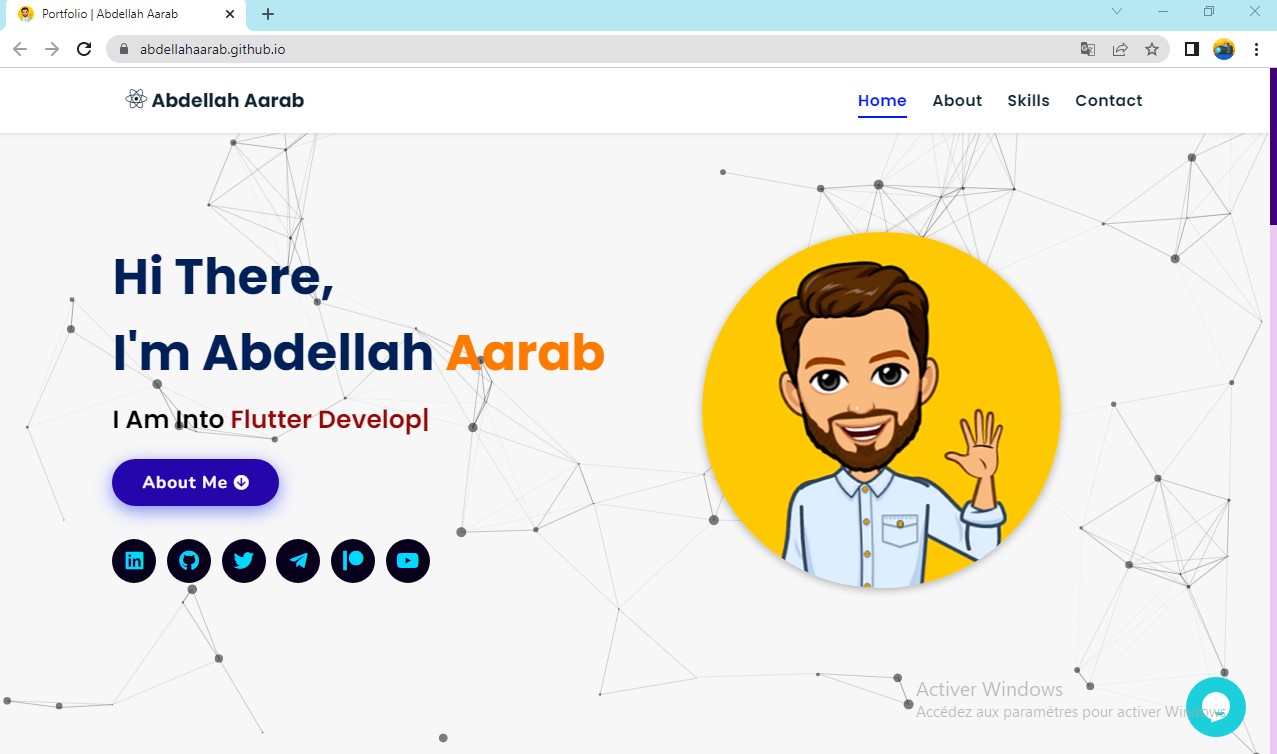 Portfolio | Abdellah Aarab
abdellahaarab.github.io
Abdellah Aarab
Home About Skills Contact
Hi There,
I'm Abdellah Aarab
I Am Into Flutter Develop|
About Me
Activer Windows
Accédez aux paramètres pour activer Windows.